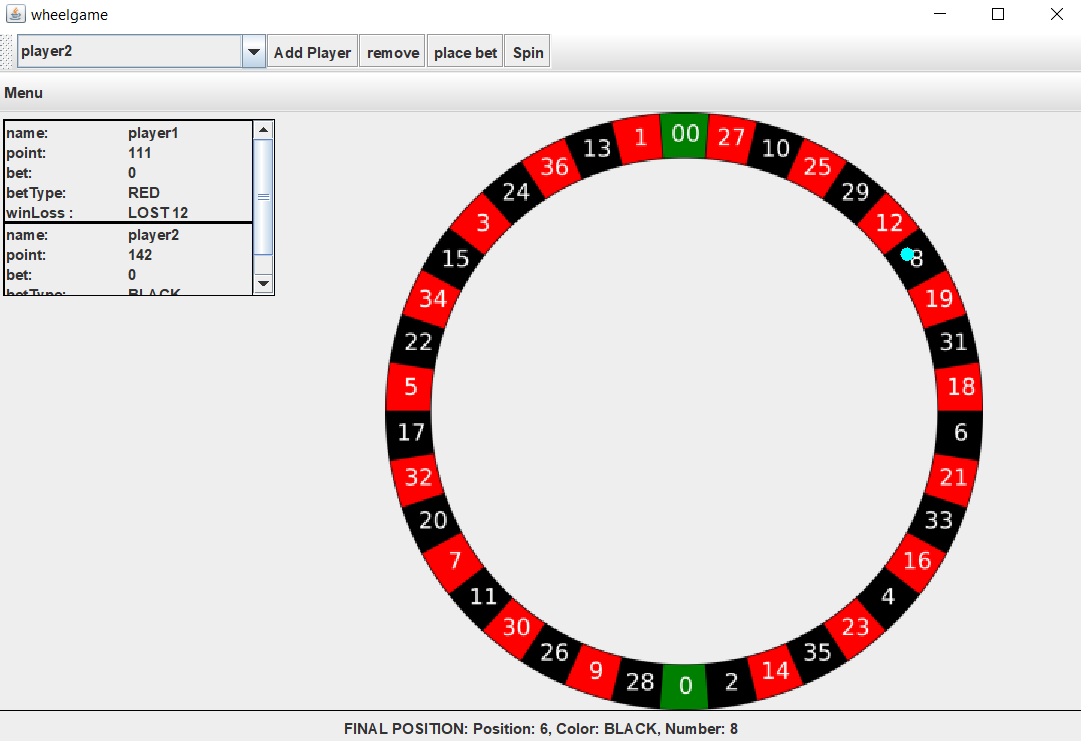 wheelgame
player2 Add Player remove place bet Spin
Menu
name: player1
point: 111
bet: 0
betType: RED
winLoss : LOST 12
name: player2
point: 142
bet: 0
betType: BLACK
00
27
10
25
29
12
8
19
31
18
6
21
33
16
4
23
35
14
2
0
28
9
26
30
11
7
20
32
17
5
22
34
15
3
24
36
13
1
FINAL POSITION: Position: 6, Color: BLACK, Number: 8